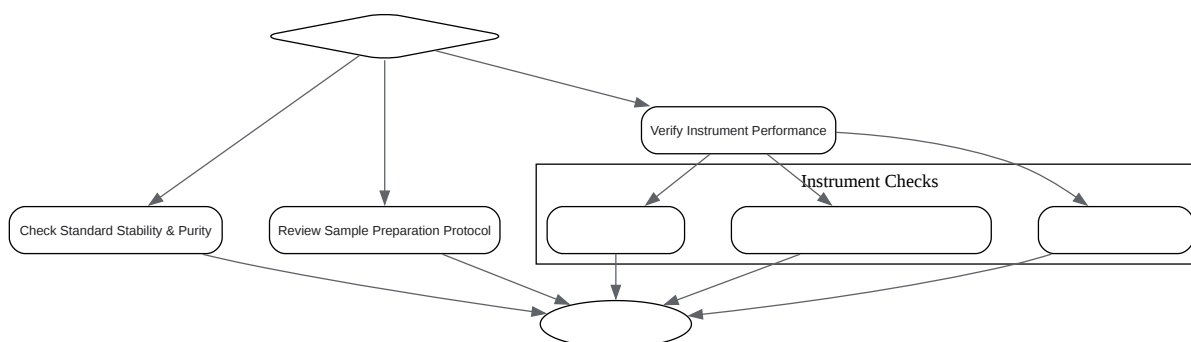 Verify Instrument Performance
Instrument Checks
Check Standard Stability & Purity
Review Sample Preparation Protocol